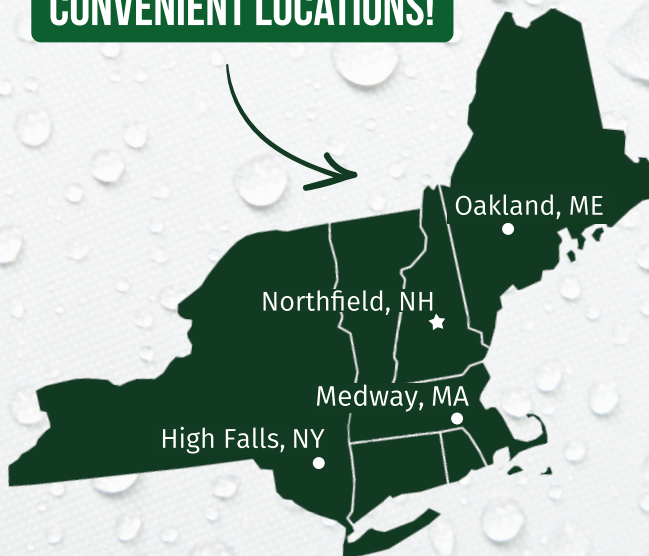 CONVENIENT LOCATIONS!
Oakland, ME
Northfield, NH
Medway, MA
High Falls, NY